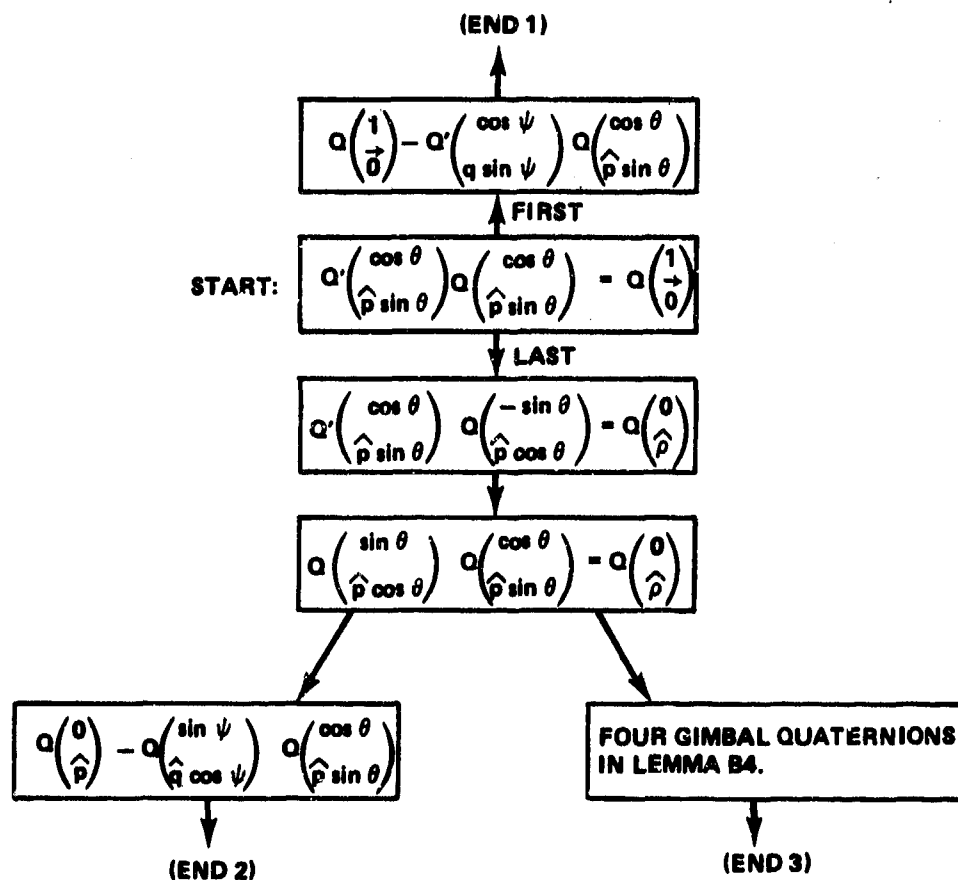 (END 1)
Q(1 / →0) − Q'(cos ψ / q sin ψ) Q(cos θ / p̂ sin θ)
FIRST
START: Q'(cos θ / p̂ sin θ) Q(cos θ / p̂ sin θ) = Q(1 / →0)
LAST
Q'(cos θ / p̂ sin θ) Q(− sin θ / p̂ cos θ) = Q(0 / ρ̂)
Q(sin θ / p̂ cos θ) Q(cos θ / p̂ sin θ) = Q(0 / ρ̂)
Q(0 / p̂) − Q(sin ψ / q̂ cos ψ) Q(cos θ / p̂ sin θ)
FOUR GIMBAL QUATERNIONS
IN LEMMA B4.
(END 2)
(END 3)